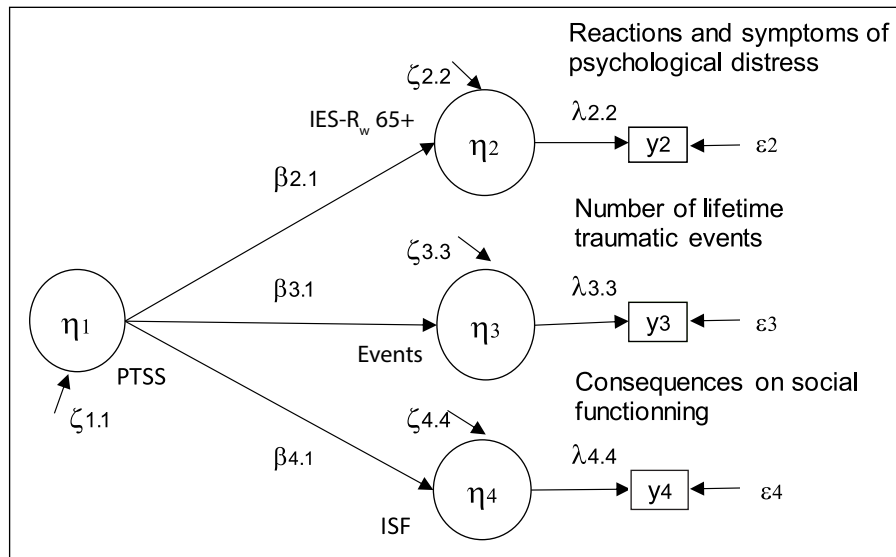 Reactions and symptoms of
psychological distress
ζ2.2
λ2.2
IES-Rw 65+
η2
y2
ε2
β2.1
Number of lifetime
traumatic events
ζ3.3
λ3.3
β3.1
η1
η3
y3
ε3
Events
PTSS
ζ1.1
Consequences on social
functionning
ζ4.4
λ4.4
β4.1
η4
y4
ε4
ISF